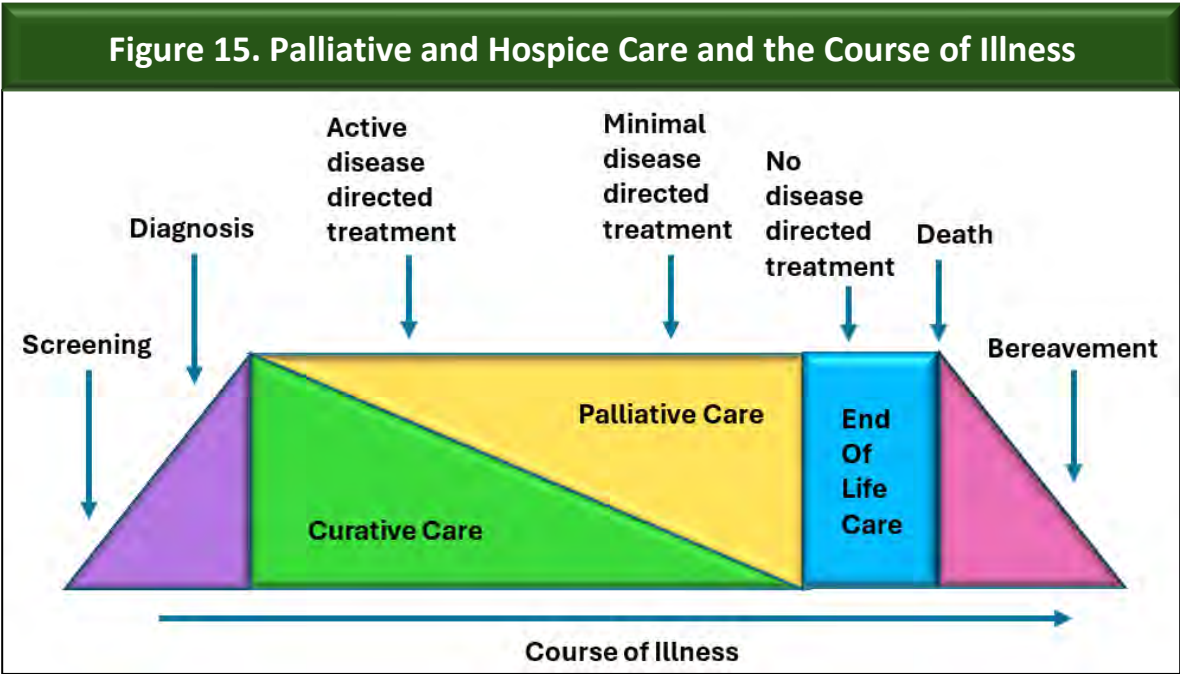 Figure 15. Palliative and Hospice Care and the Course of Illness
Screening
Diagnosis
Active
disease
directed
treatment
Minimal
disease
directed
treatment
No
disease
directed
treatment
Death
Bereavement
Curative Care
Palliative Care
End
Of
Life
Care
Course of Illness